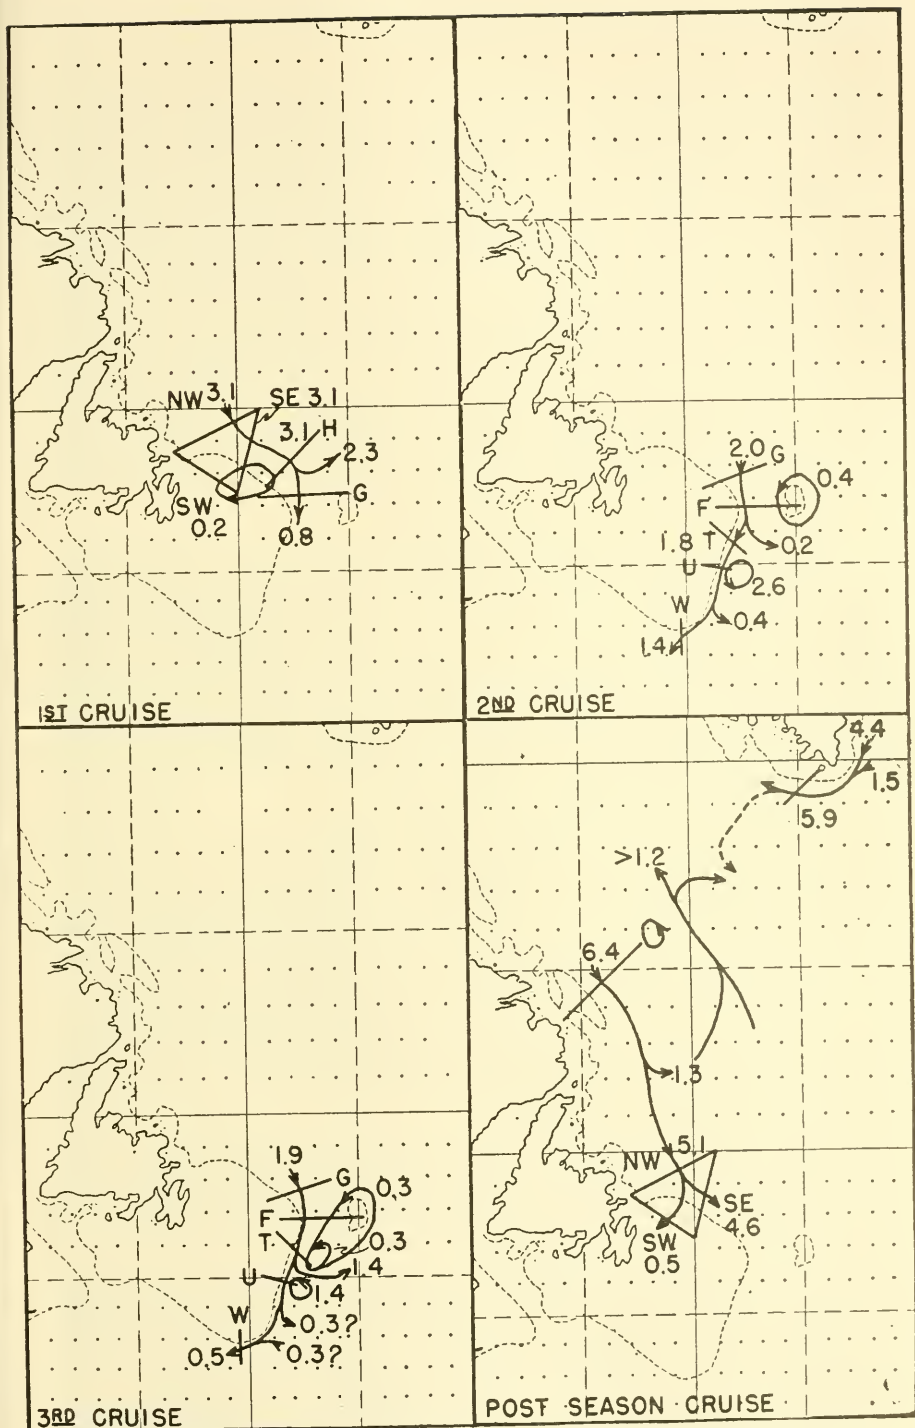 NW 3.1
SE 3.1
3.1 H
2.3
G
SW
0.2
0.8
1ST CRUISE
2.0 G
0.4
F
1.8 T
0.2
U
2.6
W
0.4
1.4
2ND CRUISE
1.9
G
0.3
F
T
0.3
1.4
U
1.4
W
0.3?
0.5
0.3?
3RD CRUISE
4.4
1.5
5.9
>1.2
6.4
1.3
5.1
NW
SE
4.6
SW
0.5
POST SEASON CRUISE